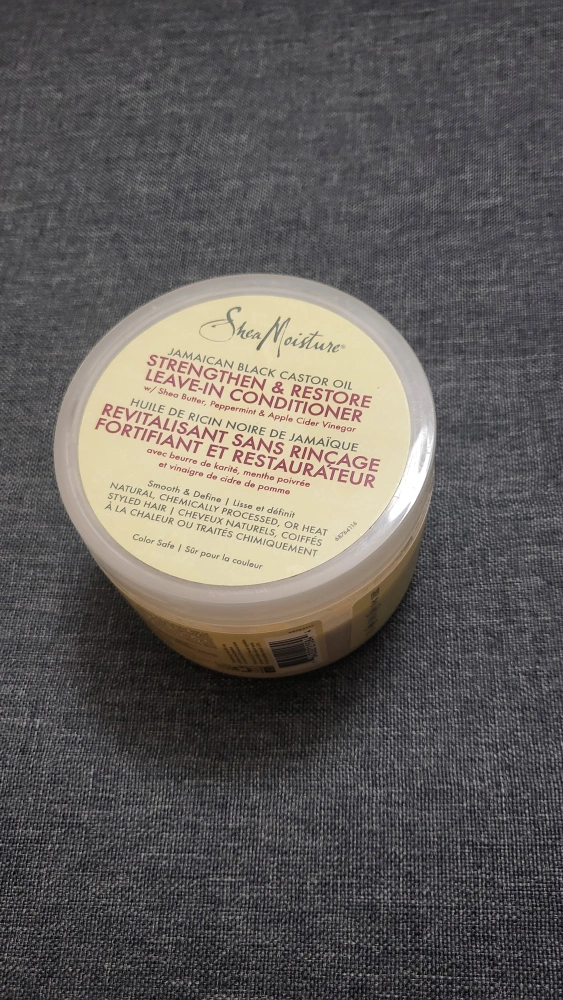 SheaMoisture®
JAMAICAN BLACK CASTOR OIL
STRENGTHEN & RESTORE
LEAVE-IN CONDITIONER
w/ Shea Butter, Peppermint & Apple Cider Vinegar
HUILE DE RICIN NOIRE DE JAMAÏQUE
REVITALISANT SANS RINÇAGE
FORTIFIANT ET RESTAURATEUR
avec beurre de karité, menthe poivrée
et vinaigre de cidre de pomme
Smooth & Define | Lisse et définit
NATURAL, CHEMICALLY PROCESSED, OR HEAT
STYLED HAIR | CHEVEUX NATURELS, COIFFÉS
À LA CHALEUR OU TRAITÉS CHIMIQUEMENT
Color Safe | Sûr pour la couleur